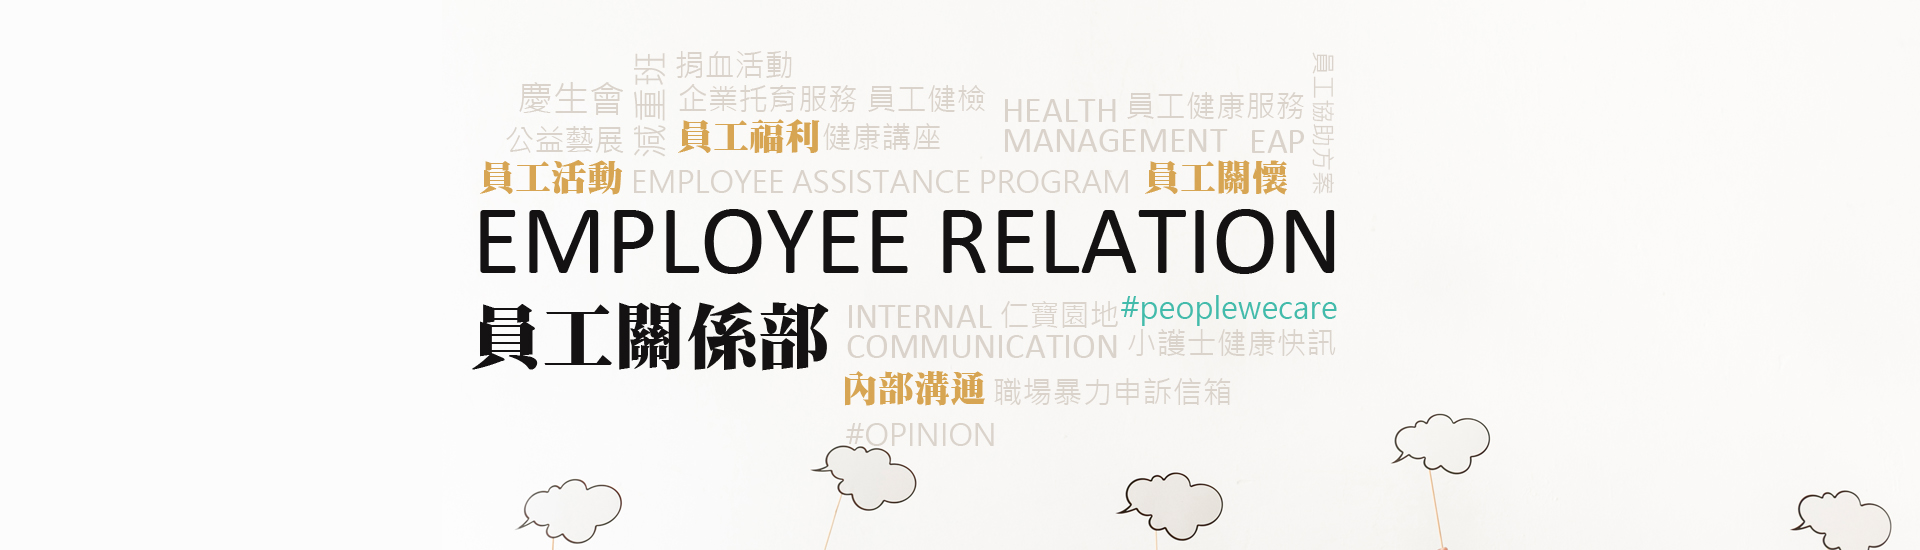 捐血活動
減重班
慶生會
企業托育服務 員工健檢
員工協助方案
HEALTH 員工健康服務
公益藝展
員工福利 健康講座
MANAGEMENT EAP
員工活動 EMPLOYEE ASSISTANCE PROGRAM 員工關懷
EMPLOYEE RELATION
員工關係部
INTERNAL 仁寶園地 #peoplewecare
COMMUNICATION 小護士健康快訊
內部溝通 職場暴力申訴信箱
#OPINION